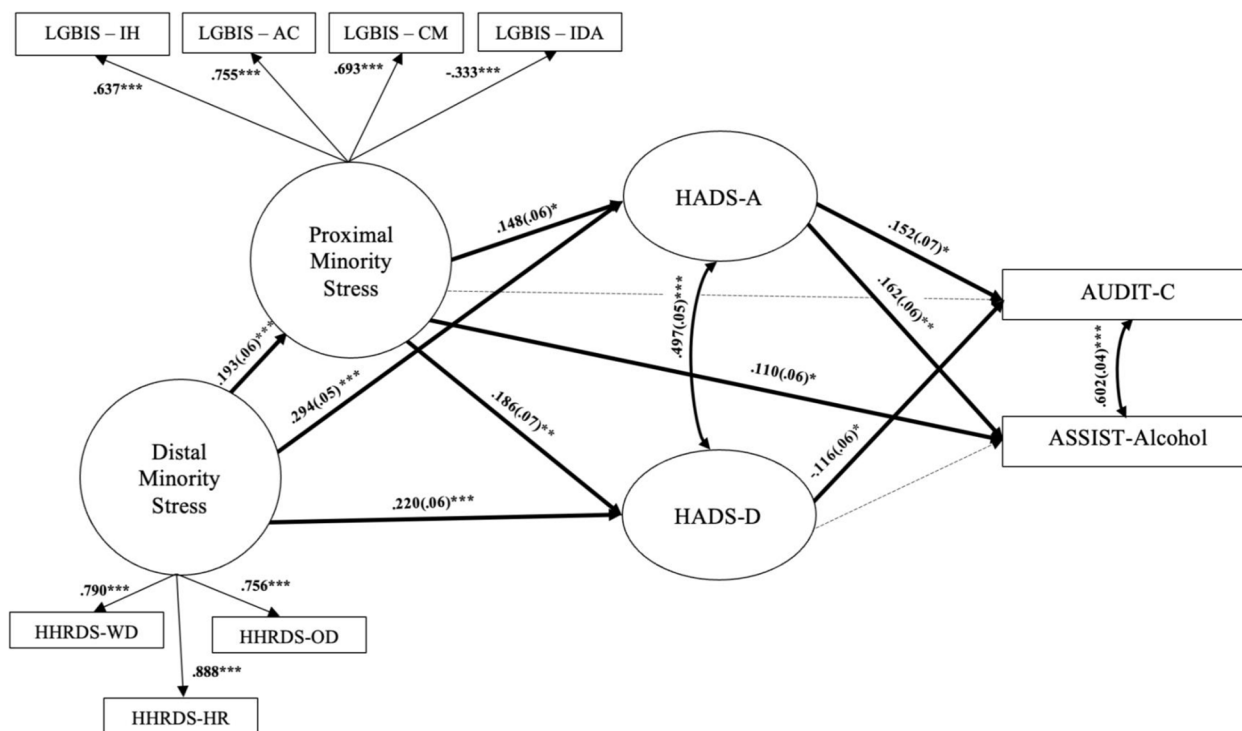 LGBIS – IH
LGBIS – AC
LGBIS – CM
LGBIS – IDA
.637***
.755***
.693***
-.333***
Proximal
Minority
Stress
HADS-A
.148(.06)*
.152(.07)*
.162(.06)**
AUDIT-C
.193(.06)***
.294(.05)***
.497(.05)***
.110(.06)*
.602(.04)***
.186(.07)**
-.116(.06)*
ASSIST-Alcohol
Distal
Minority
Stress
.220(.06)***
HADS-D
.790***
.756***
HHRDS-WD
HHRDS-OD
.888***
HHRDS-HR